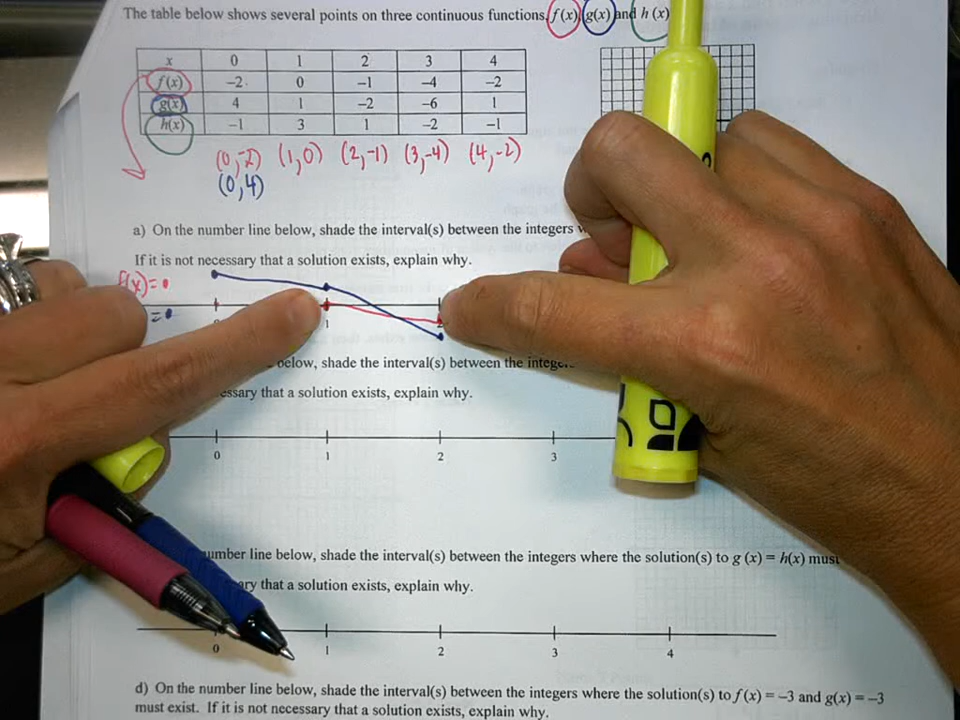 The table below shows several points on three continuous functions, f(x), g(x) and h (x)
x 0 1 2 3 4
f(x) –2 0 –1 –4 –2
g(x) 4 1 –2 –6 1
h(x) –1 3 1 –2 –1
(0,-2) (1,0) (2,-1) (3,-4) (4,-2)
(0,4)
a) On the number line below, shade the interval(s) between the integers
If it is not necessary that a solution exists, explain why.
f(x)=
=
1
below, shade the interval(s) between the
that a solution exists, explain why.
0 1 2 3
line below, shade the interval(s) between the integers where the solution(s) to g (x) = h(x) must
that a solution exists, explain why.
0 1 2 3 4
d) On the number line below, shade the interval(s) between the integers where the solution(s) to f (x) = –3 and g(x) = –3
must exist. If it is not necessary that a solution exists, explain why.